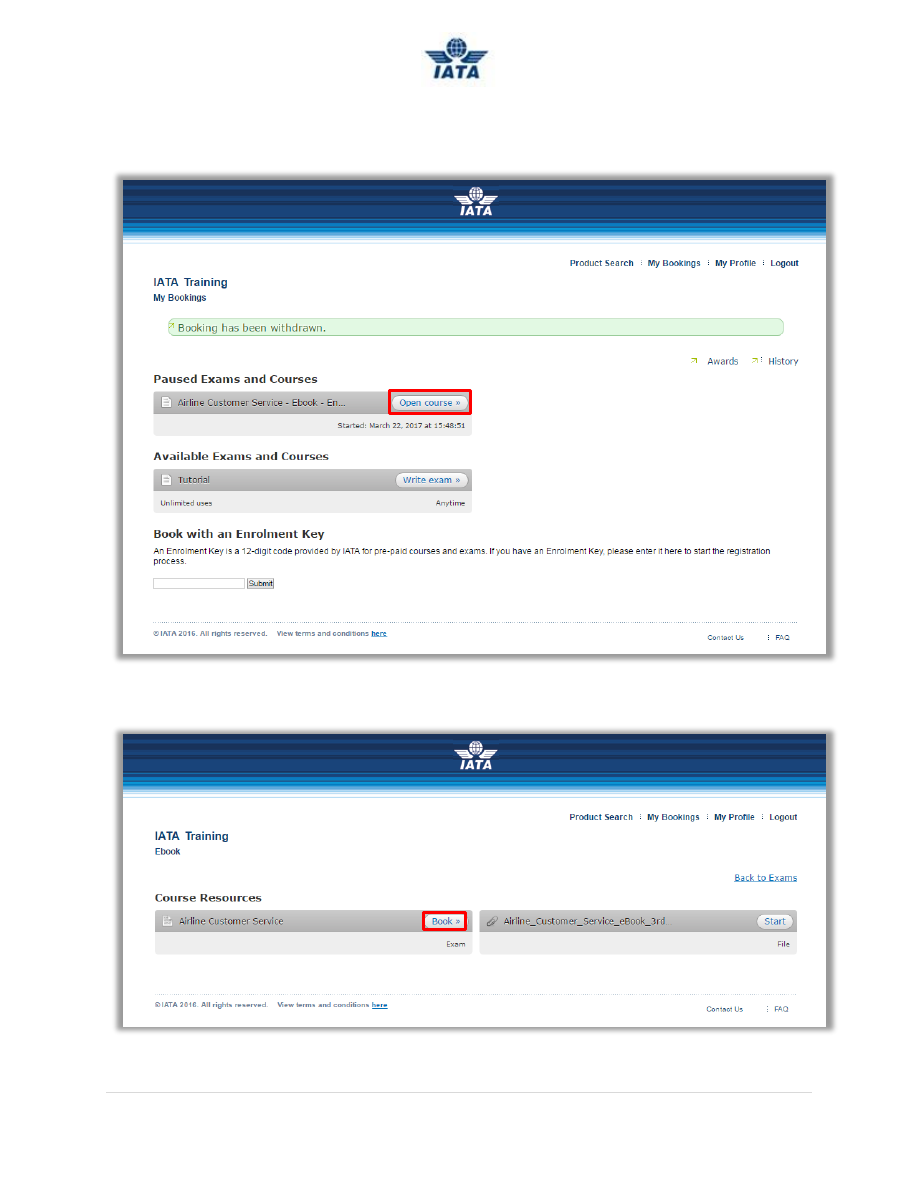 IATA
IATA
Product Search My Bookings My Profile Logout
IATA Training
My Bookings
Booking has been withdrawn.
Awards History
Paused Exams and Courses
Airline Customer Service - Ebook - En... Open course »
Started: March 22, 2017 at 15:48:51
Available Exams and Courses
Tutorial Write exam »
Unlimited uses Anytime
Book with an Enrolment Key
An Enrolment Key is a 12-digit code provided by IATA for pre-paid courses and exams. If you have an Enrolment Key, please enter it here to start the registration
process.
Submit
© IATA 2016. All rights reserved. View terms and conditions here
Contact Us FAQ
IATA
Product Search My Bookings My Profile Logout
IATA Training
Ebook
Back to Exams
Course Resources
Airline Customer Service Book » Airline_Customer_Service_eBook_3rd Start
Exam File
© IATA 2016. All rights reserved. View terms and conditions here
Contact Us FAQ